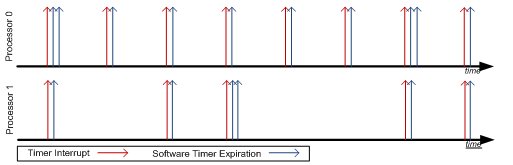 Processor 0
time
Processor 1
time
Timer Interrupt Software Timer Expiration